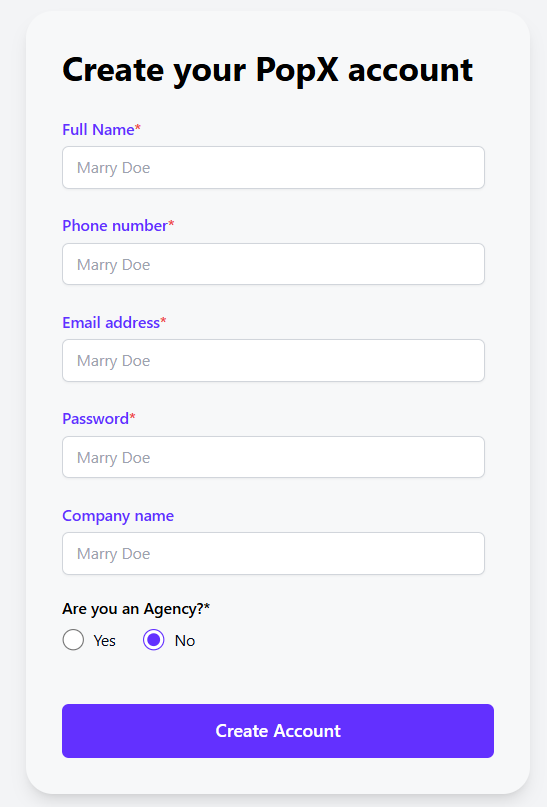 Create your PopX account
Full Name*
Marry Doe
Phone number*
Marry Doe
Email address*
Marry Doe
Password*
Marry Doe
Company name
Marry Doe
Are you an Agency?*
Yes No
Create Account